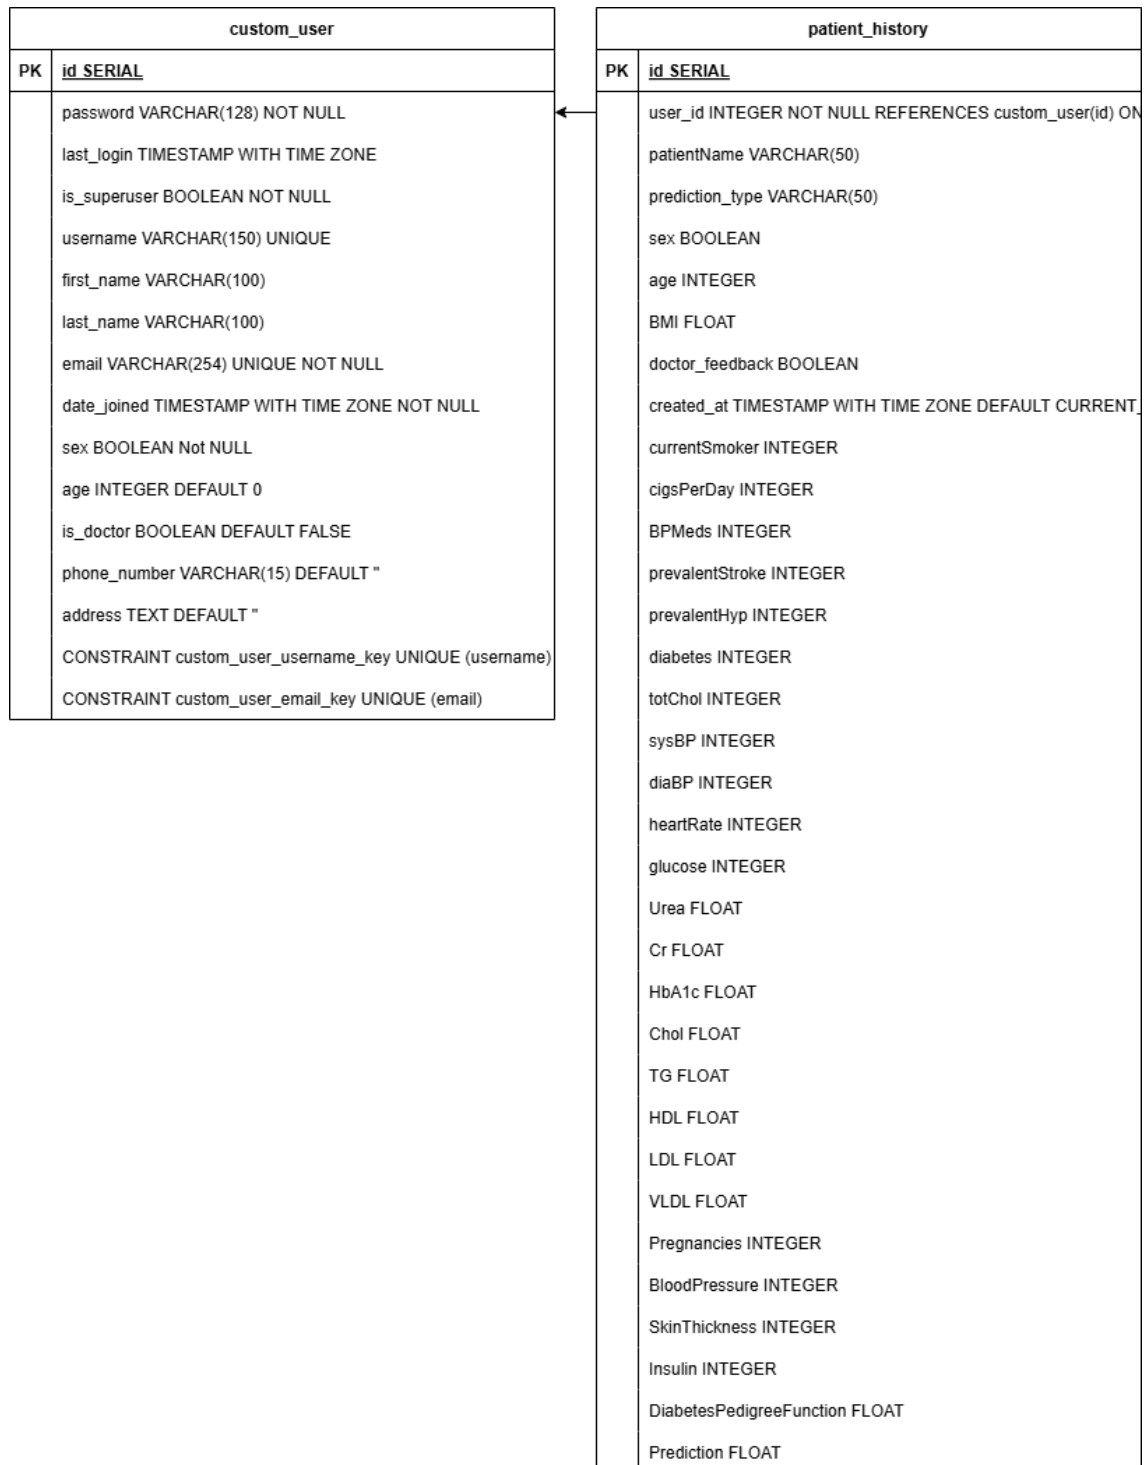 custom_user
PK id SERIAL
password VARCHAR(128) NOT NULL
last_login TIMESTAMP WITH TIME ZONE
is_superuser BOOLEAN NOT NULL
username VARCHAR(150) UNIQUE
first_name VARCHAR(100)
last_name VARCHAR(100)
email VARCHAR(254) UNIQUE NOT NULL
date_joined TIMESTAMP WITH TIME ZONE NOT NULL
sex BOOLEAN Not NULL
age INTEGER DEFAULT 0
is_doctor BOOLEAN DEFAULT FALSE
phone_number VARCHAR(15) DEFAULT ''
address TEXT DEFAULT ''
CONSTRAINT custom_user_username_key UNIQUE (username)
CONSTRAINT custom_user_email_key UNIQUE (email)
patient_history
PK id SERIAL
user_id INTEGER NOT NULL REFERENCES custom_user(id) ON
patientName VARCHAR(50)
prediction_type VARCHAR(50)
sex BOOLEAN
age INTEGER
BMI FLOAT
doctor_feedback BOOLEAN
created_at TIMESTAMP WITH TIME ZONE DEFAULT CURRENT_
currentSmoker INTEGER
cigsPerDay INTEGER
BPMeds INTEGER
prevalentStroke INTEGER
prevalentHyp INTEGER
diabetes INTEGER
totChol INTEGER
sysBP INTEGER
diaBP INTEGER
heartRate INTEGER
glucose INTEGER
Urea FLOAT
Cr FLOAT
HbA1c FLOAT
Chol FLOAT
TG FLOAT
HDL FLOAT
LDL FLOAT
VLDL FLOAT
Pregnancies INTEGER
BloodPressure INTEGER
SkinThickness INTEGER
Insulin INTEGER
DiabetesPedigreeFunction FLOAT
Prediction FLOAT